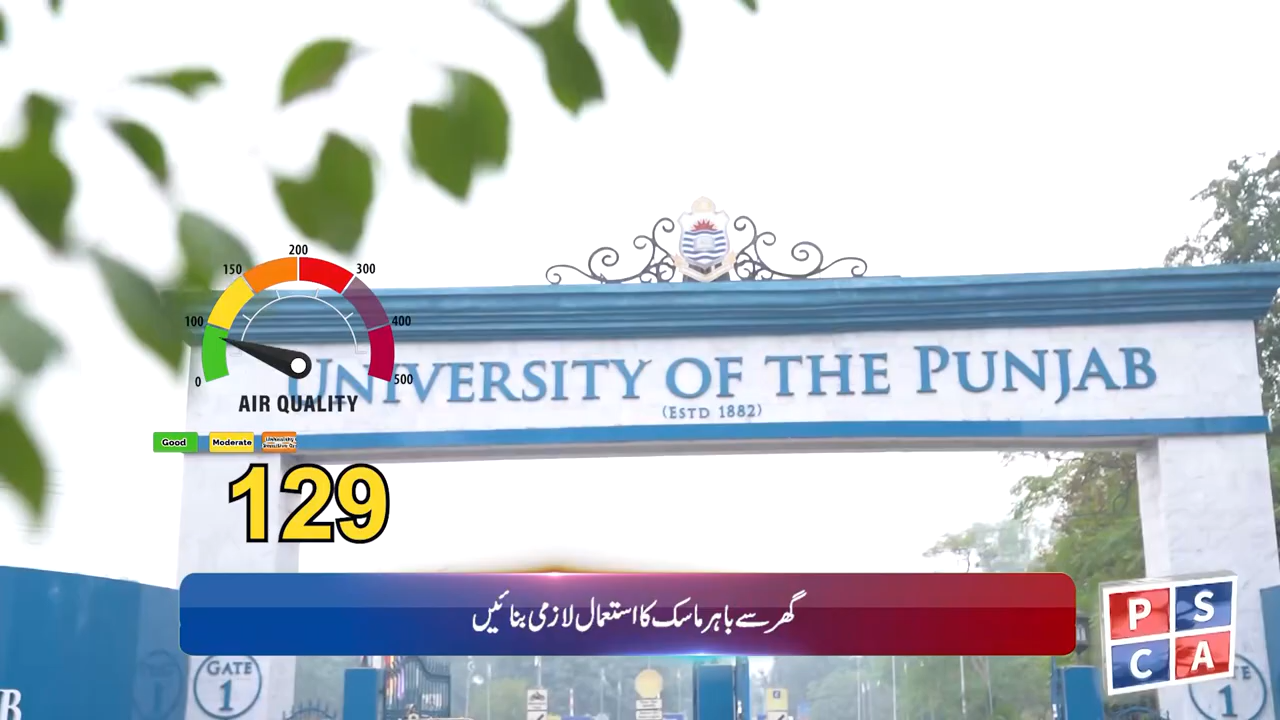 200
150
300
100
400
0
500
AIR QUALITY
Good
Moderate
129
UNIVERSITY OF THE PUNJAB
(ESTD 1882)
گھر سے باہر ماسک کا استعمال لازمی بنائیں
P S
C A
GATE
1
1